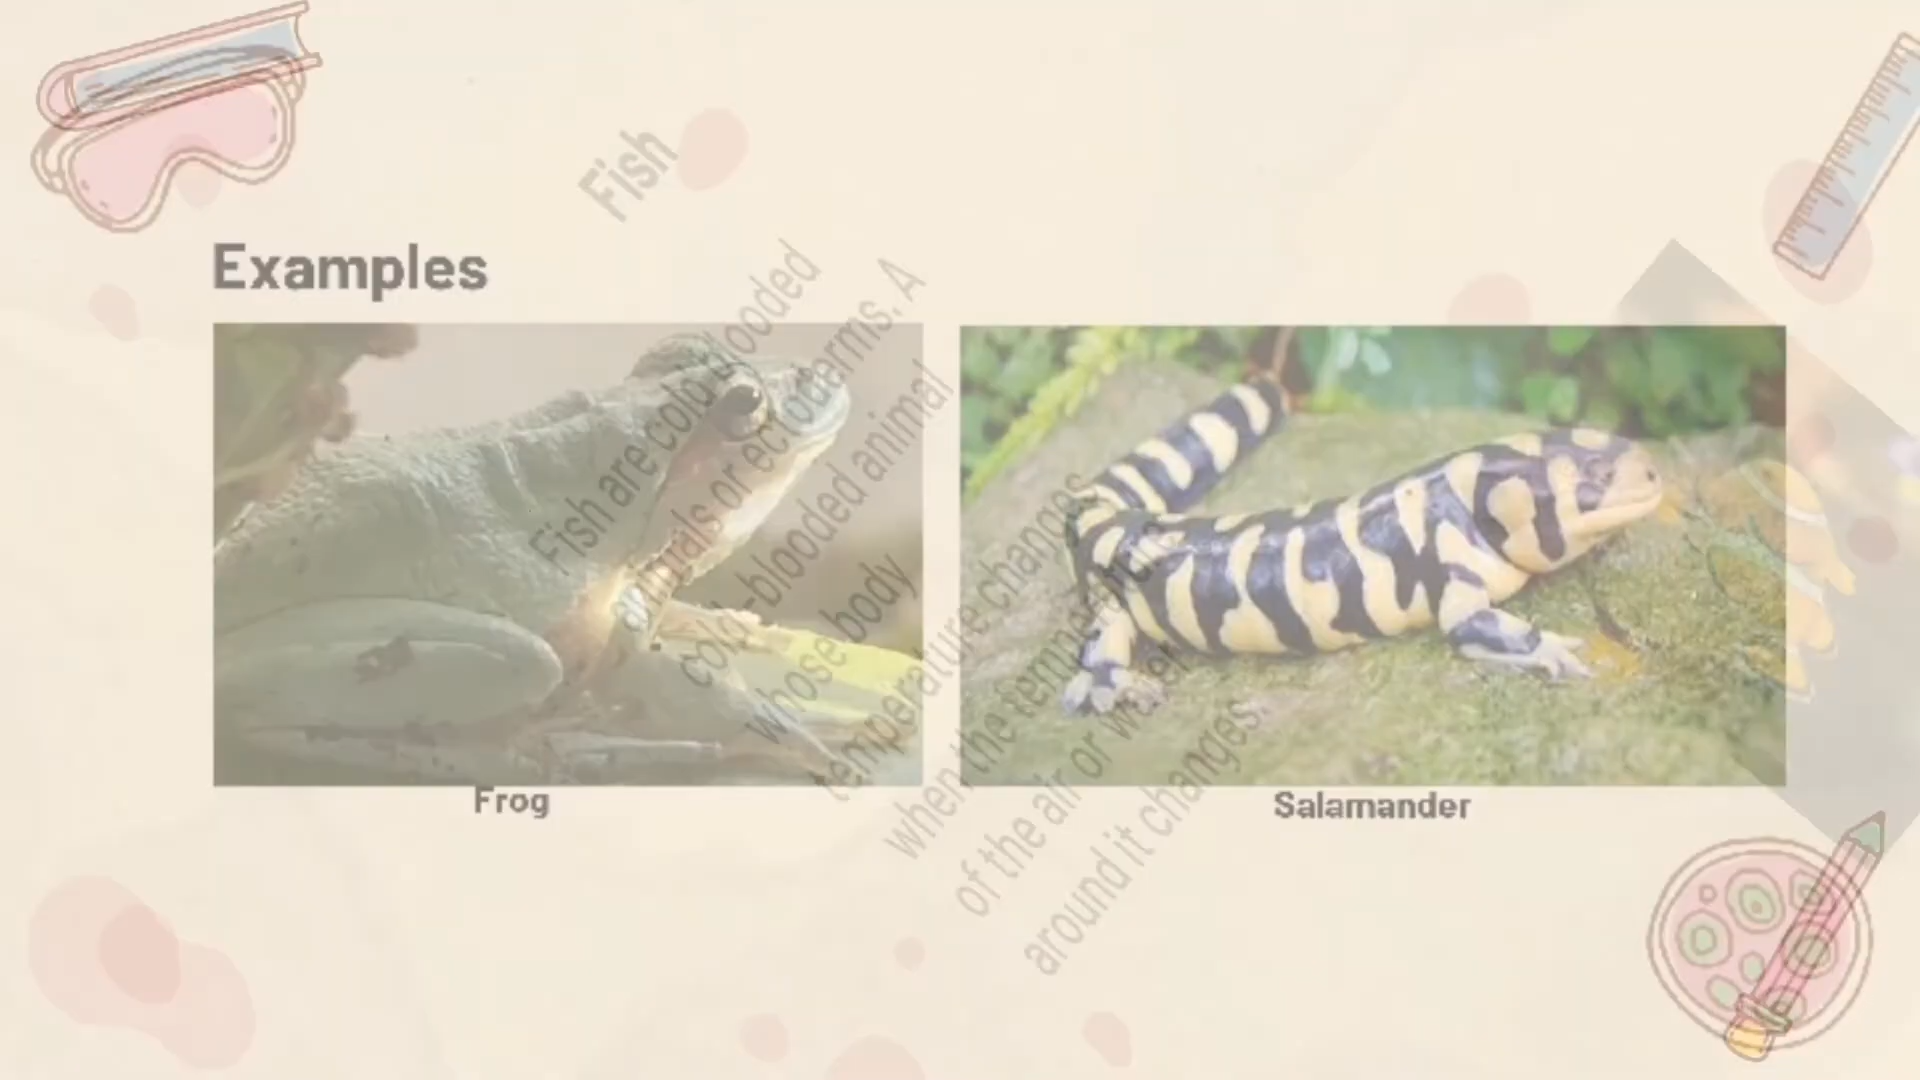 Examples
Frog
Salamander
Fish
Fish are cold-blooded
animals or ectoderms. A
cold-blooded animal
whose body
temperature changes
when the temperature
of the air or water
around it changes.